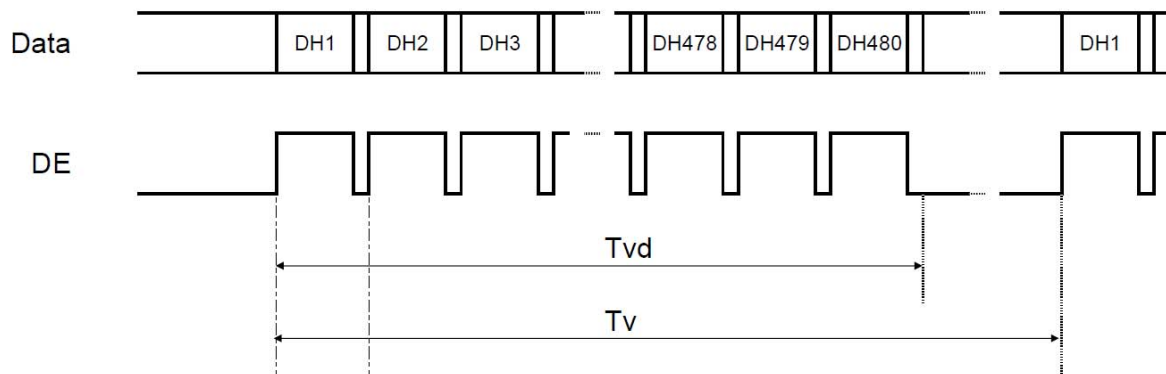 Data DH1 DH2 DH3 DH478 DH479 DH480 DH1
DE
Tvd
Tv